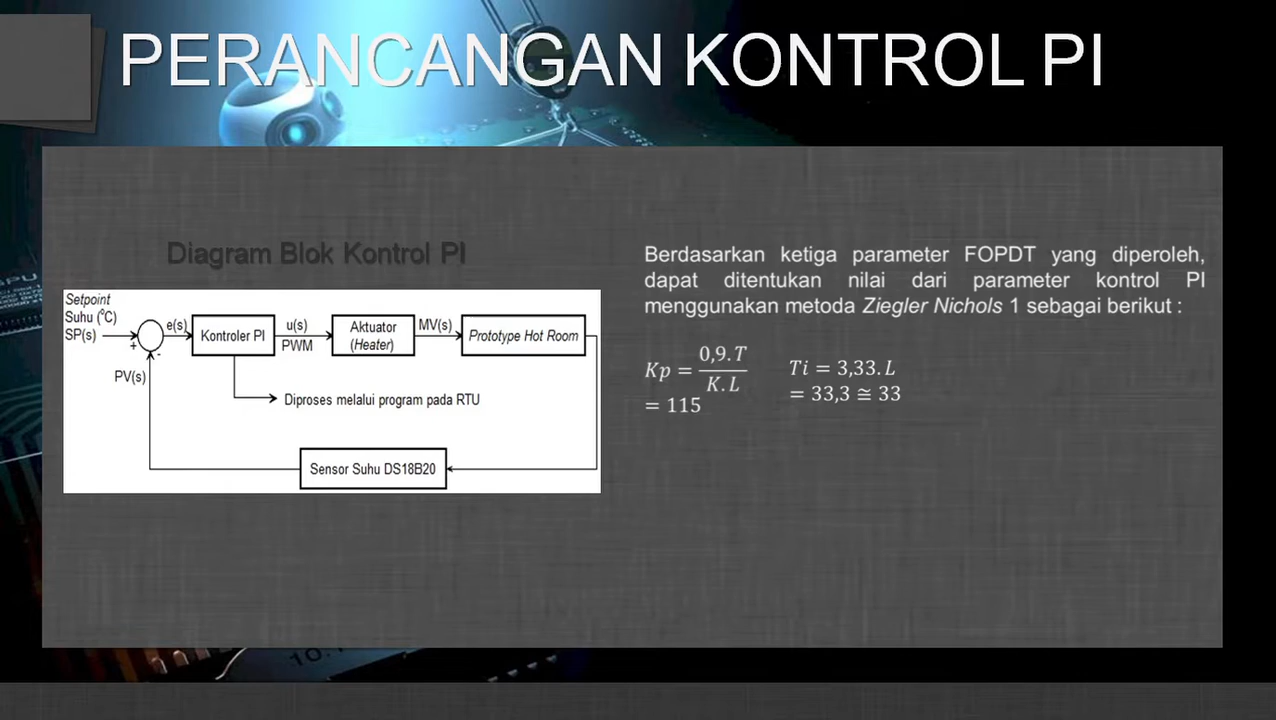 PERANCANGAN KONTROL PI
Diagram Blok Kontrol PI
Setpoint
Suhu (⁰C)
SP(s)
+
-
e(s)
Kontroler PI
u(s)
PWM
Aktuator
(Heater)
MV(s)
Prototype Hot Room
PV(s)
Diproses melalui program pada RTU
Sensor Suhu DS18B20
Berdasarkan ketiga parameter FOPDT yang diperoleh,
dapat ditentukan nilai dari parameter kontrol PI
menggunakan metoda Ziegler Nichols 1 sebagai berikut :
Kp = 0,9.T / K.L
= 115
Ti = 3,33.L
= 33,3 ≅ 33
10.1